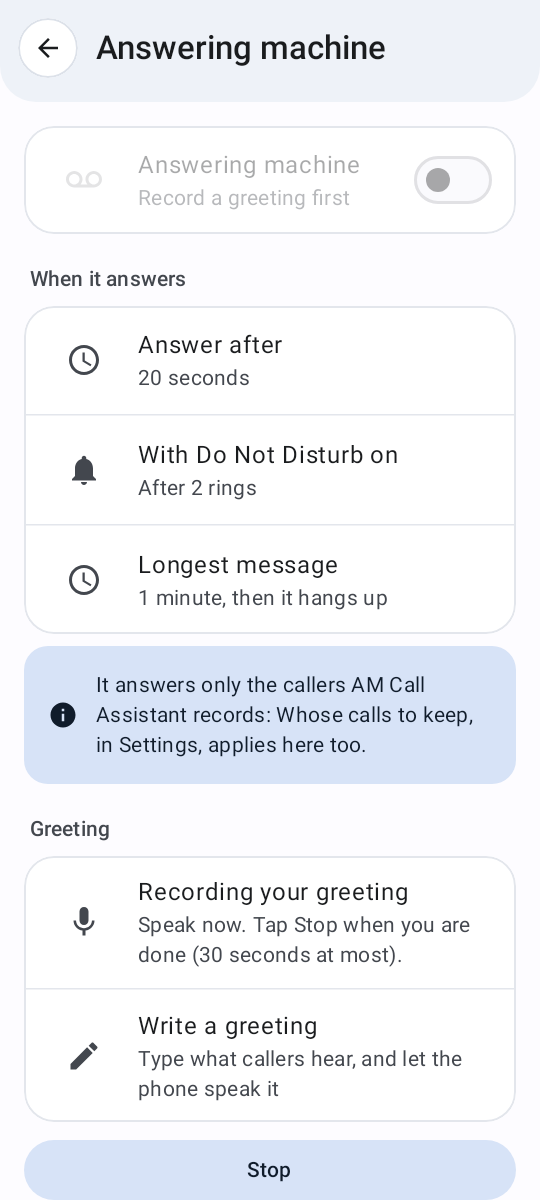 Answering machine
Answering machine
Record a greeting first
When it answers
Answer after
20 seconds
With Do Not Disturb on
After 2 rings
Longest message
1 minute, then it hangs up
It answers only the callers AM Call
Assistant records: Whose calls to keep,
in Settings, applies here too.
Greeting
Recording your greeting
Speak now. Tap Stop when you are
done (30 seconds at most).
Write a greeting
Type what callers hear, and let the
phone speak it
Stop